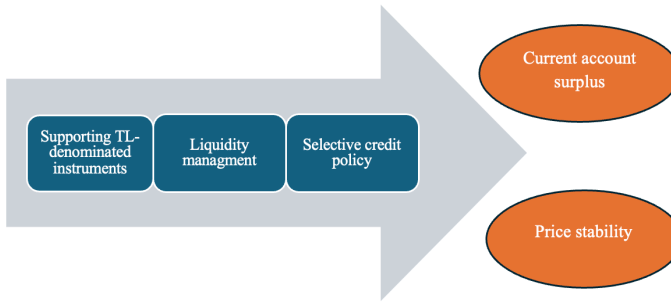 Supporting TL-
denominated
instruments
Liquidity
managment
Selective credit
policy
Current account
surplus
Price stability